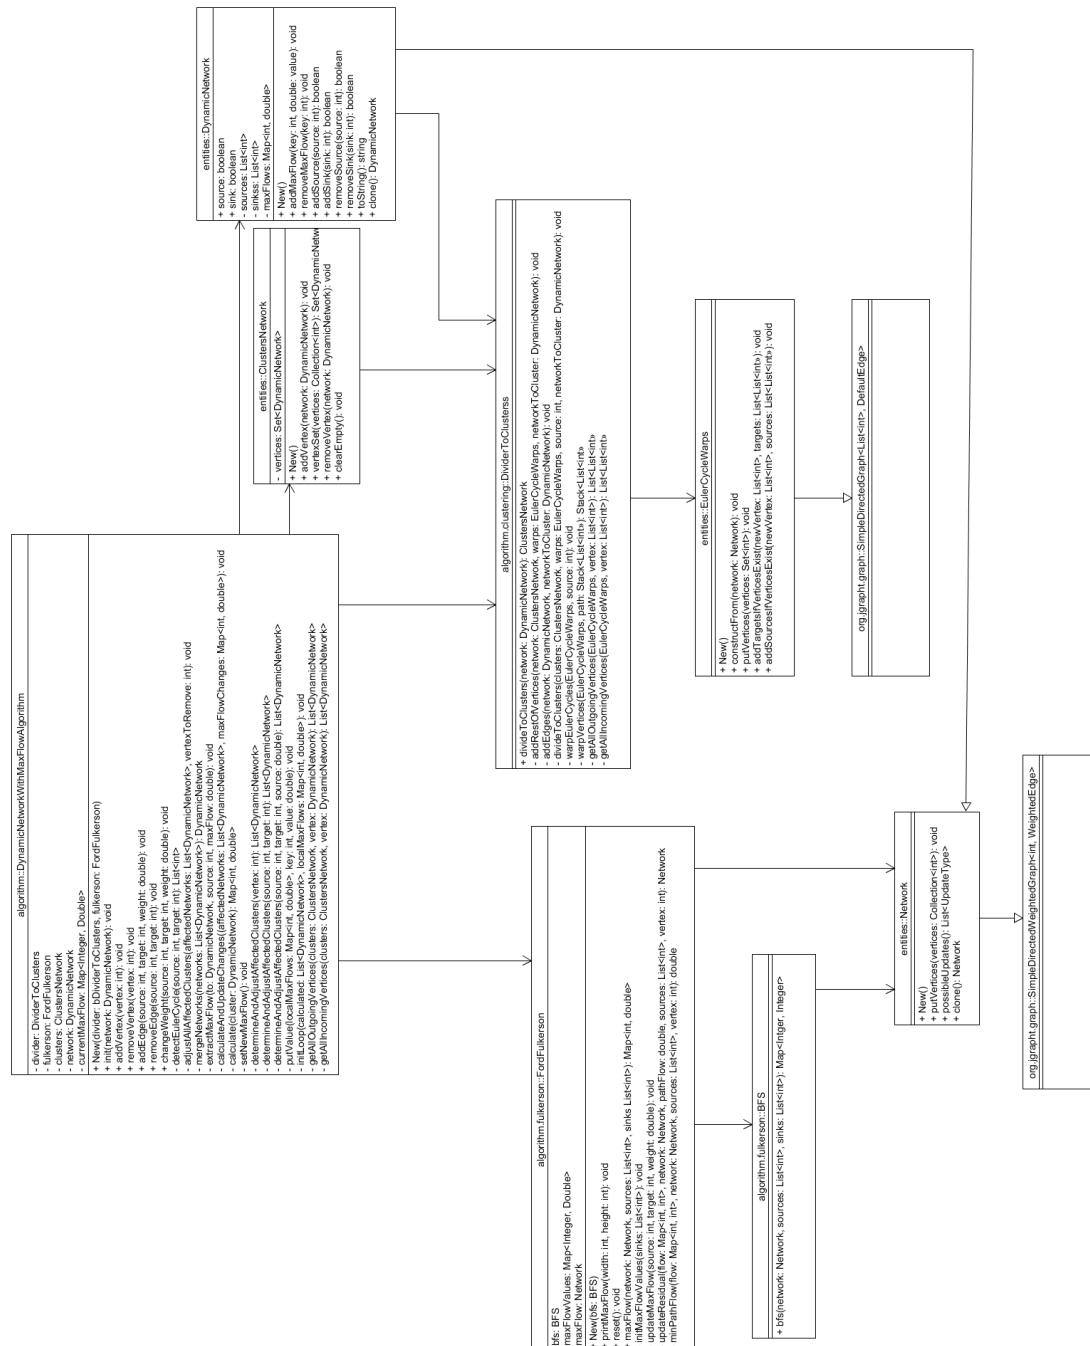 entities::DynamicNetwork
+ source: boolean
+ sink: boolean
- sources: List<int>
- sinkss: List<int>
- maxFlows: Map<int, double>
+ New()
+ addMaxFlow(key: int, double: value): void
+ removeMaxFlow(key: int): void
+ addSource(source: int): boolean
+ addSink(sink: int): boolean
+ removeSource(source: int): boolean
+ removeSink(sink: int): boolean
+ toString(): string
+ clone(): DynamicNetwork
entities::ClustersNetwork
- vertices: Set<DynamicNetwork>
+ New()
+ addVertex(network: DynamicNetwork): void
+ vertexSet(vertices: Collection<int>): Set<DynamicNetw
+ removeVertex(network: DynamicNetwork): void
+ clearEmpty(): void
algorithm::DynamicNetworkWithMaxFlowAlgorithm
- divider: DividerToClusters
- fulkerson: FordFulkerson
- clusters: ClustersNetwork
- network: DynamicNetwork
- currentMaxFlow: Map<Integer, Double>
+ New(divider: bDividerToClusters, fulkerson: FordFulkerson)
+ init(network: DynamicNetwork): void
+ addVertex(vertex: int): void
+ removeVertex(vertex: int): void
+ addEdge(source: int, target: int, weight: double): void
+ removeEdge(source: int, target: int): void
+ changeWeight(source: int, target: int, weight: double): void
- detectEulerCycle(source: int, target: int): List<int>
- adjustAllAffectedClusters(affectedNetworks: List<DynamicNetwork>, vertexToRemove: int): void
- mergeNetworks(networks: List<DynamicNetwork>): DynamicNetwork
- extractMaxFlow(to: DynamicNetwork, source: int, maxFlow: double): void
- calculateAndUpdateChanges((affectedNetworks: List<DynamicNetwork>, maxFlowChanges: Map<int, double>): void
- calculate(cluster: DynamicNetwork): Map<int, double>
- setNewMaxFlow(): void
- determineAndAdjustAffectedClusters(vertex: int): List<DynamicNetwork>
- determineAndAdjustAffectedClusters(source: int, target: int): List<DynamicNetwork>
- determineAndAdjustAffectedClusters(source: int, target: int, source: double): List<DynamicNetwork>
- putValue(localMaxFlows: Map<int, double>, key: int, value: double): void
- initLoop(calculated: List<DynamicNetwork>, localMaxFlows: Map<int, double>): void
- getAllOutgoingVertices(clusters: ClustersNetwork, vertex: DynamicNetwork): List<DynamicNetwork>
- getAllIncomingVertices(clusters: ClustersNetwork, vertex: DynamicNetwork): List<DynamicNetwork>
algorithm.clustering::DividerToClusterss
+ divideToClusters(network: DynamicNetwork): ClustersNetwork
- addRestOfVertices(network: ClustersNetwork, warps: EulerCycleWarps, networkToCluster: DynamicNetwork): void
- addEdges(network: DynamicNetwork, networkToCluster: DynamicNetwork): void
- divideToClusters(clusters: ClustersNetwork, warps: EulerCycleWarps, source: int, networkToCluster: DynamicNetwork): void
- warpEulerCycles(EulerCycleWarps, source: int): void
- warpVertices(EulerCycleWarps, path: Stack<List<int»): Stack<List<int»
- getAllOutgoingVertices(EulerCycleWarps, vertex: List<int>): List<List<int»
- getAllIncomingVertices(EulerCycleWarps, vertex: List<int>): List<List<int»
entities::EulerCycleWarps
+ New()
+ constructFrom(network: Network): void
+ putVertices(vertices: Set<int>): void
+ addTargetsIfVerticesExist(newVertex: List<int>, targets: List<List<int»): void
+ addSourcesIfVerticesExist(newVertex: List<int>, sources: List<List<int»): void
org.jgrapht.graph::SimpleDirectedGraph<List<int>, DefaultEdge>
algorithm.fulkerson::FordFulkerson
bfs: BFS
maxFlowValues: Map<Integer, Double>
maxFlow: Network
+ New(bfs: BFS)
+ printMaxFlow(width: int, height: int): void
+ reset(): void
+ maxFlow(network: Network, sources: List<int>, sinks List<int>): Map<int, double>
initMaxFlowValues(sinks: List<int>): void
updateMaxFlow(source: int, target: int, weight: double): void
updateResidual(flow: Map<int, int>, network: Network, pathFlow: double, sources: List<int>, vertex: int): Network
minPathFlow(flow: Map<int, int>, network: Network, sources: List<int>, vertex: int): double
algorithm.fulkerson::BFS
+ bfs(network: Network, sources: List<int>, sinks: List<int>): Map<Intger, Integer>
entities::Network
+ New()
+ putVertices(vertices: Collection<int>): void
+ possibleUpdates(): List<UpdateType>
+ clone(): Network
org.jgrapht.graph::SimpleDirectedWeightedGraph<int, WeightedEdge>